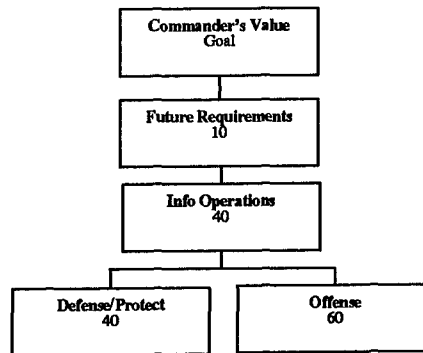 Commander's Value
Goal
Future Requirements
10
Info Operations
40
Defense/Protect
40
Offense
60